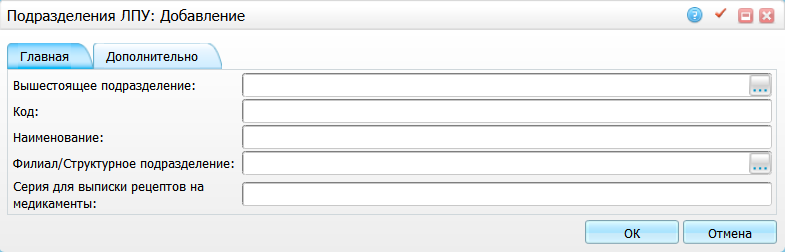 Подразделения ЛПУ: Добавление
Главная Дополнительно
Вышестоящее подразделение: ...
Код:
Наименование:
Филиал/Структурное подразделение: ...
Серия для выписки рецептов на
медикаменты:
ОК Отмена